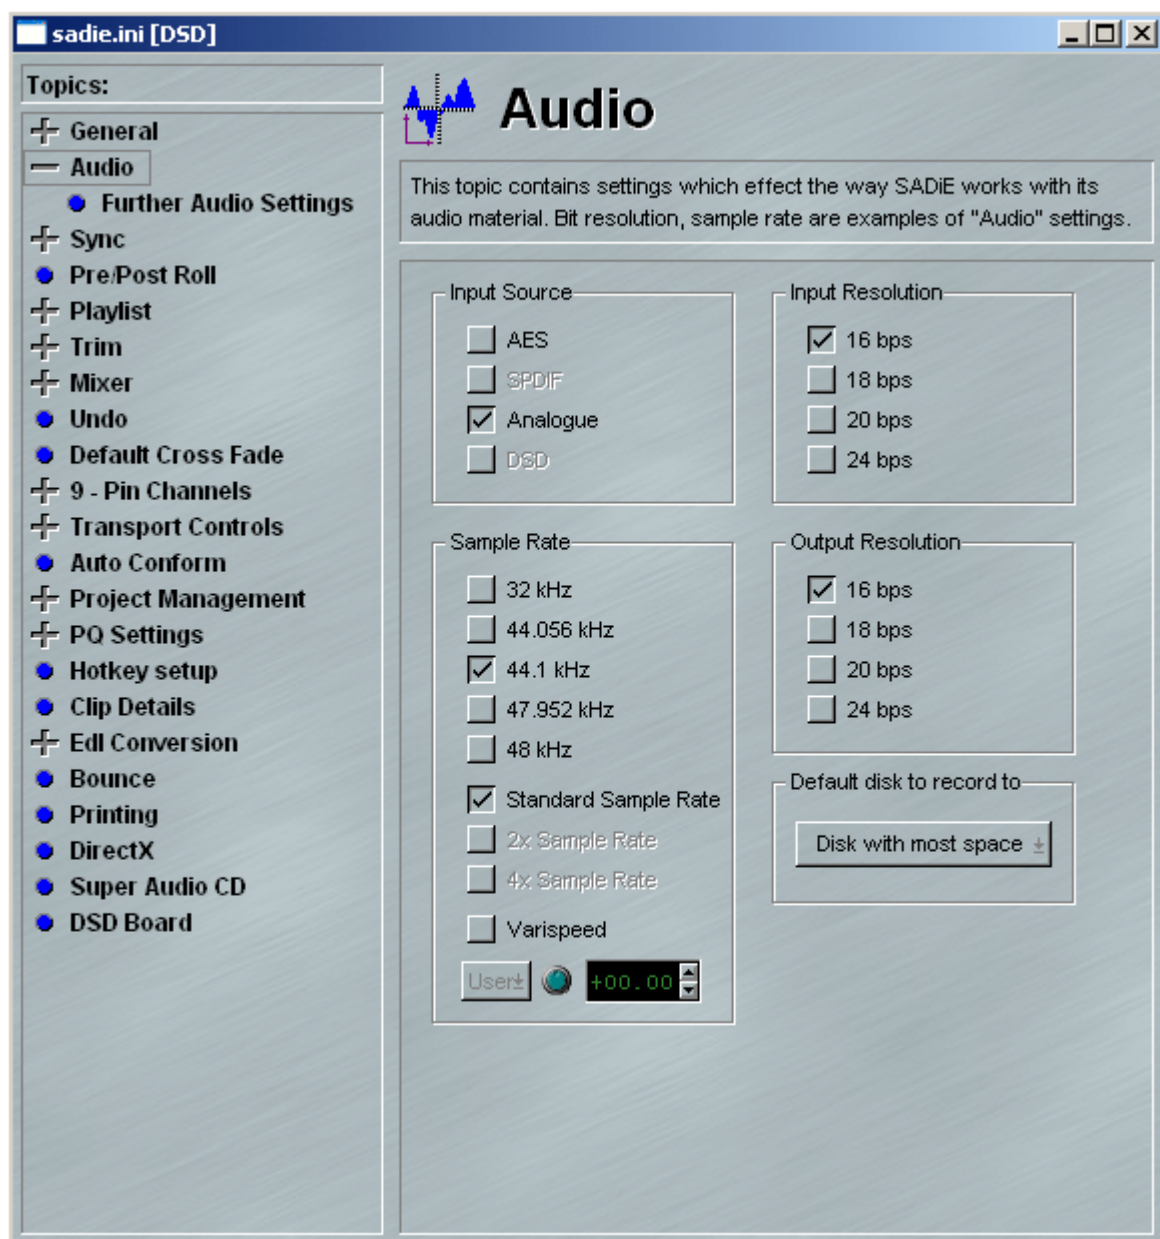 sadie.ini [DSD]
Topics:
General
Audio
Further Audio Settings
Sync
Pre/Post Roll
Playlist
Trim
Mixer
Undo
Default Cross Fade
9 - Pin Channels
Transport Controls
Auto Conform
Project Management
PQ Settings
Hotkey setup
Clip Details
Edl Conversion
Bounce
Printing
DirectX
Super Audio CD
DSD Board
Audio
This topic contains settings which effect the way SADiE works with its
audio material. Bit resolution, sample rate are examples of "Audio" settings.
Input Source
AES
SPDIF
Analogue
DSD
Input Resolution
16 bps
18 bps
20 bps
24 bps
Sample Rate
32 kHz
44.056 kHz
44.1 kHz
47.952 kHz
48 kHz
Standard Sample Rate
2x Sample Rate
4x Sample Rate
Varispeed
User
+00.00
Output Resolution
16 bps
18 bps
20 bps
24 bps
Default disk to record to
Disk with most space